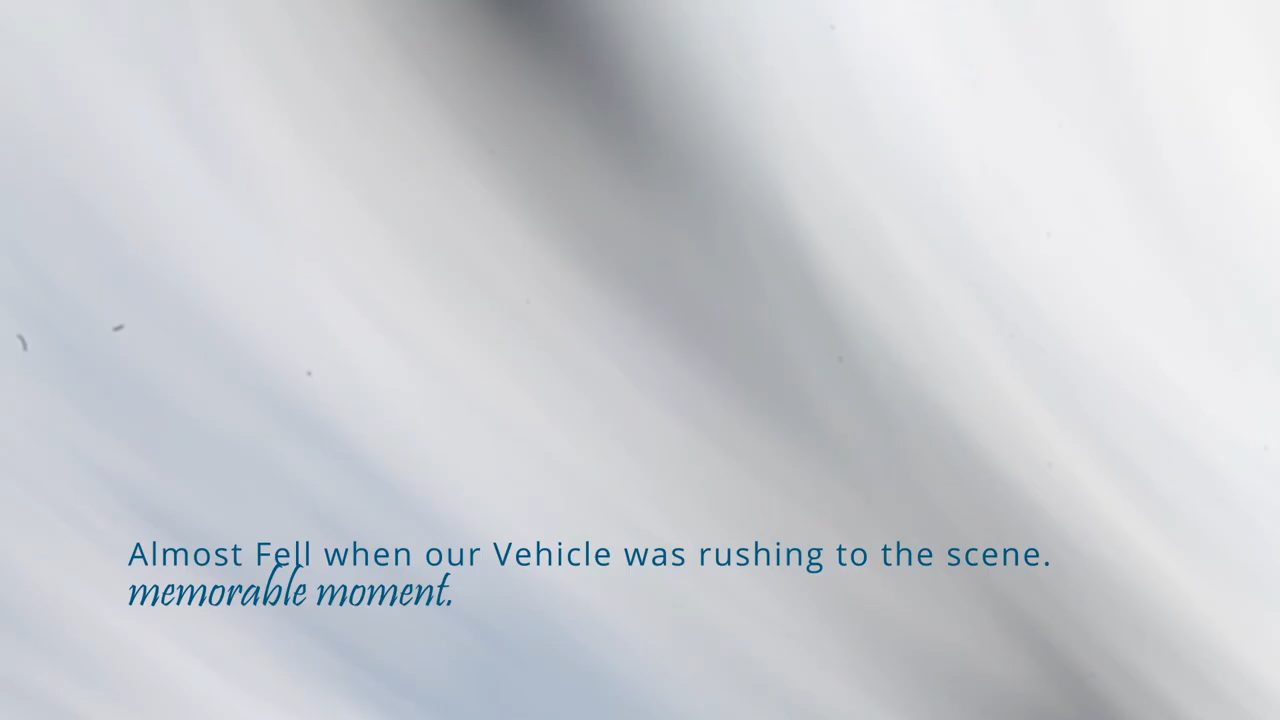 Almost Fell when our Vehicle was rushing to the scene.
memorable moment.